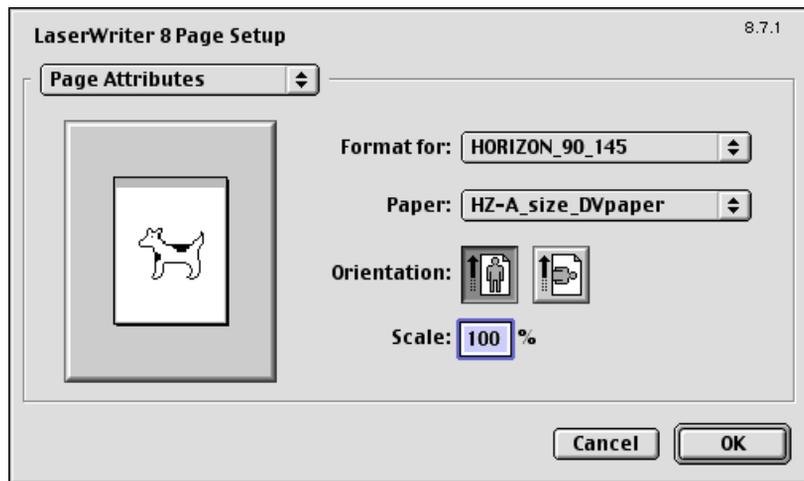 LaserWriter 8 Page Setup
8.7.1
Page Attributes
Format for: HORIZON_90_145
Paper: HZ-A_size_DVpaper
Orientation:
Scale: 100 %
Cancel
OK